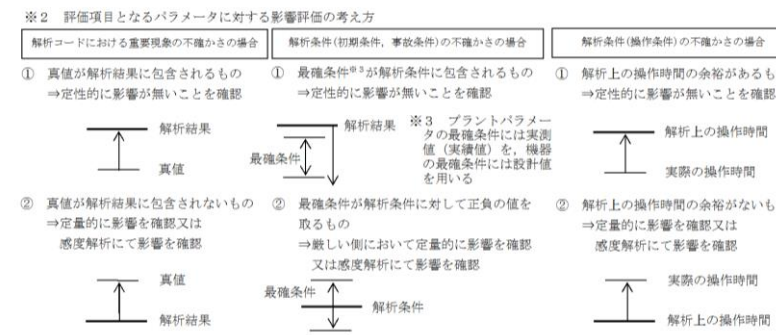 ※2 評価項目となるパラメータに対する影響評価の考え方
解析コードにおける重要現象の不確かさの場合
① 真値が解析結果に包含されるもの
⇒定性的に影響が無いことを確認
解析結果
真値
② 真値が解析結果に包含されないもの
⇒定量的に影響を確認又は
感度解析にて影響を確認
真値
解析結果
解析条件(初期条件，事故条件)の不確かさの場合
① 最確条件※3が解析条件に包含されるもの
⇒定性的に影響が無いことを確認
解析結果
最確条件
※3 プラントパラメー
タの最確条件には実測
値（実績値）を，機器
の最確条件には設計値
を用いる
② 最確条件が解析条件に対して正負の値を
取るもの
⇒厳しい側において定量的に影響を確認
又は感度解析にて影響を確認
最確条件
解析条件
解析条件(操作条件)の不確かさの場合
① 解析上の操作時間の余裕があるも
⇒定性的に影響が無いことを確認
解析上の操作時間
実際の操作時間
② 解析上の操作時間の余裕がないも
⇒定量的に影響を確認又は
感度解析にて影響を確認
実際の操作時間
解析上の操作時間